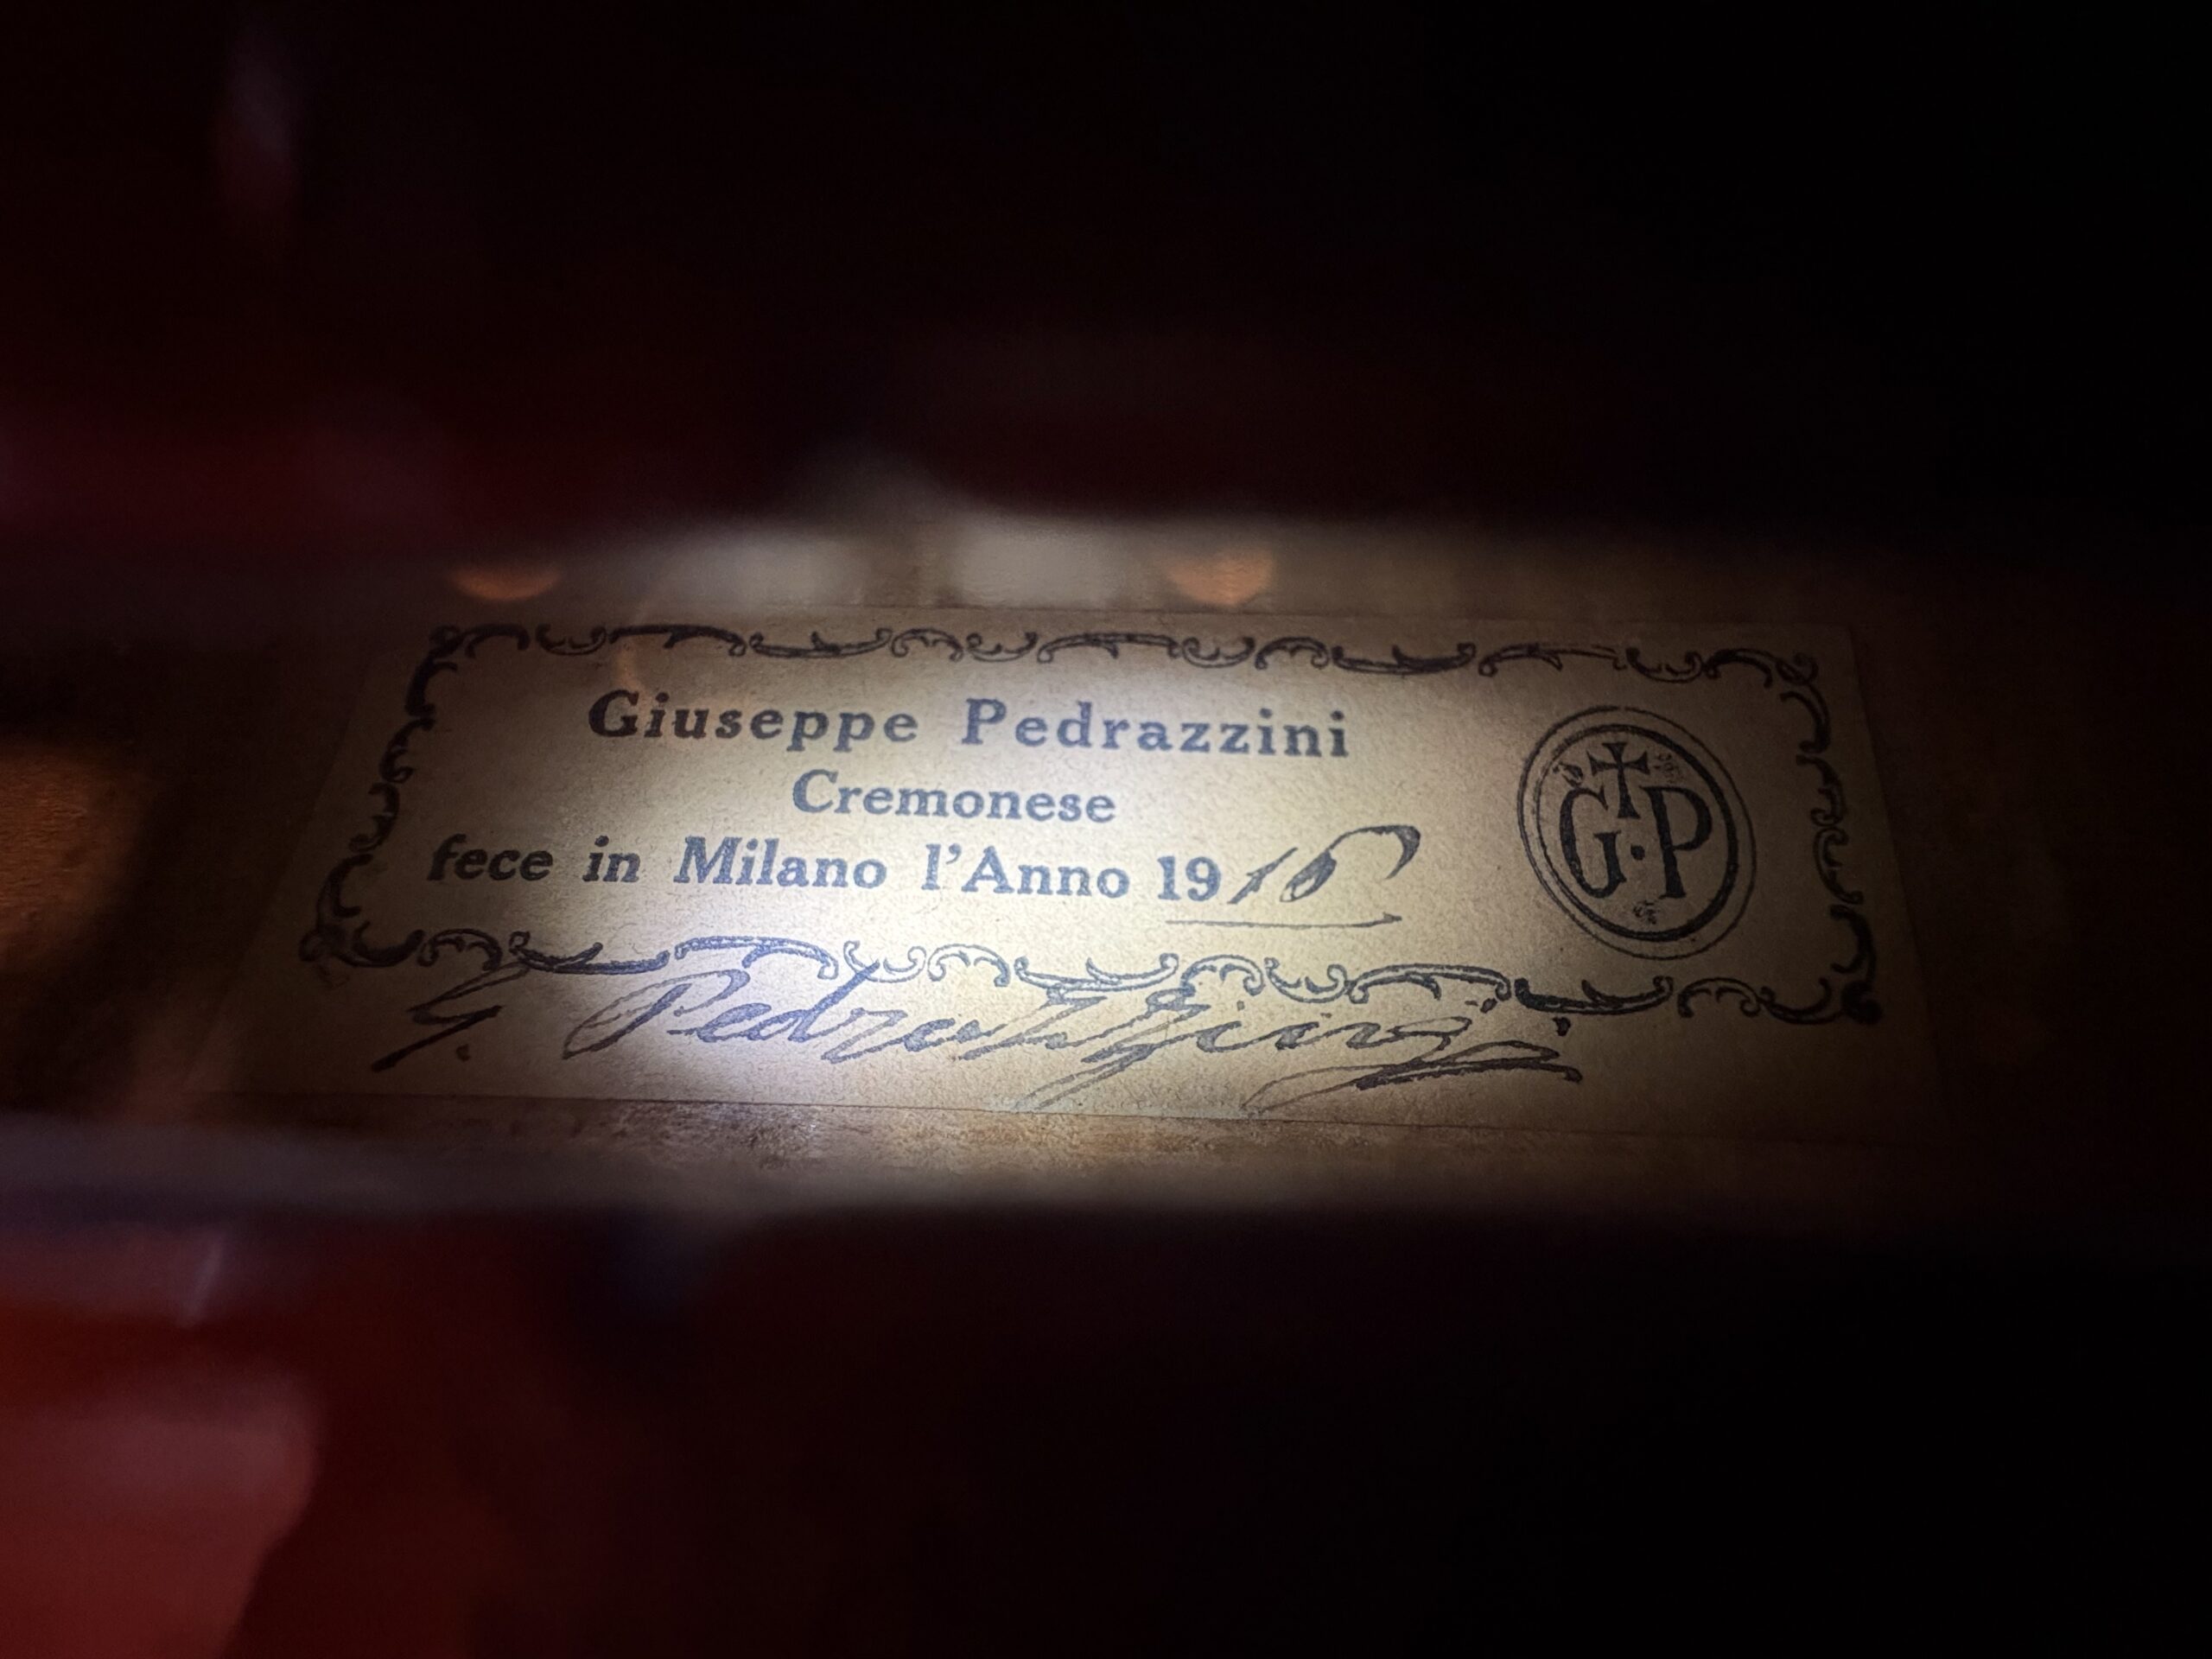 Giuseppe Pedrazzini
Cremonese
fece in Milano l'Anno 1916
G·P
G. Pedrazzini